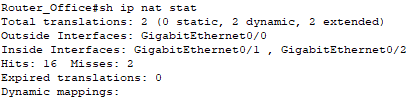 Router_Office#sh ip nat stat
Total translations: 2 (0 static, 2 dynamic, 2 extended)
Outside Interfaces: GigabitEthernet0/0
Inside Interfaces: GigabitEthernet0/1 , GigabitEthernet0/2
Hits: 16  Misses: 2
Expired translations: 0
Dynamic mappings: